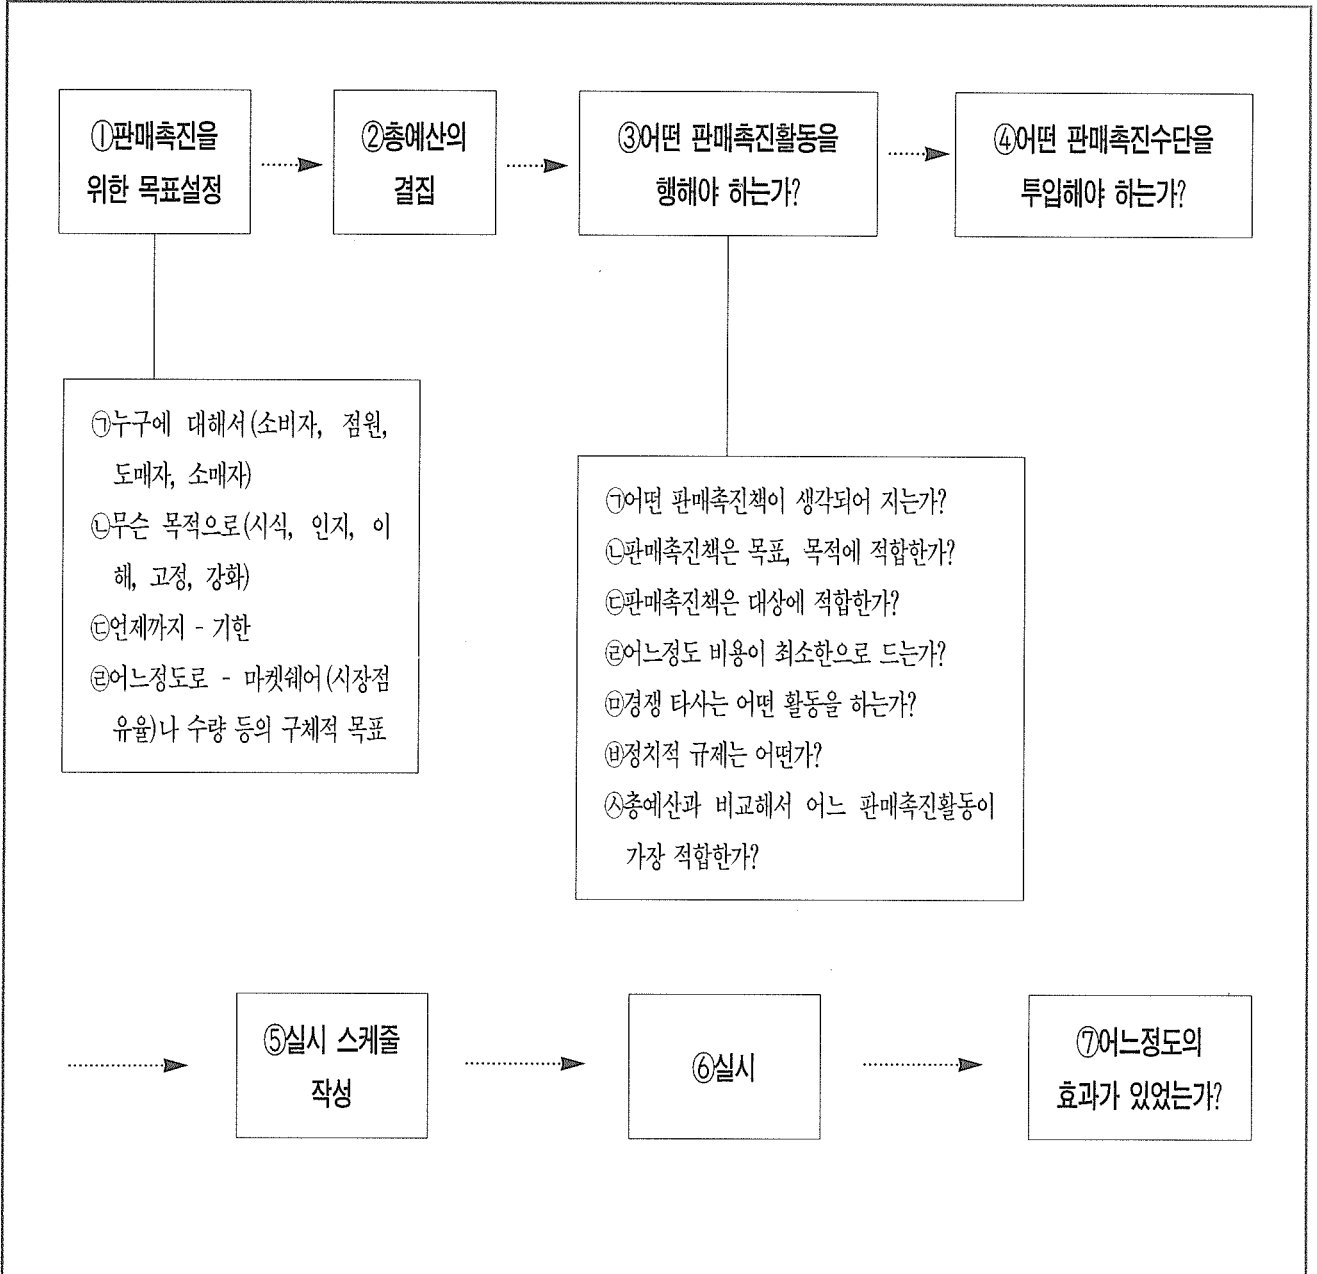 ①판매촉진을
위한 목표설정
②총예산의
결집
③어떤 판매촉진활동을
행해야 하는가?
④어떤 판매촉진수단을
투입해야 하는가?
㉠누구에 대해서(소비자, 점원,
도매자, 소매자)
㉡무슨 목적으로(시식, 인지, 이
해, 고정, 강화)
㉢언제까지 - 기한
㉣어느정도로 - 마켓쉐어(시장점
유율)나 수량 등의 구체적 목표
㉠어떤 판매촉진책이 생각되어 지는가?
㉡판매촉진책은 목표, 목적에 적합한가?
㉢판매촉진책은 대상에 적합한가?
㉣어느정도 비용이 최소한으로 드는가?
㉤경쟁 타사는 어떤 활동을 하는가?
㉥정치적 규제는 어떤가?
㉦총예산과 비교해서 어느 판매촉진활동이
가장 적합한가?
⑤실시 스케줄
작성
⑥실시
⑦어느정도의
효과가 있었는가?